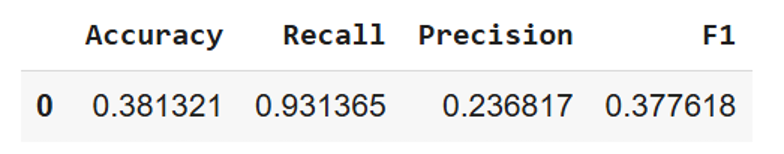 Accuracy Recall Precision F1
0 0.381321 0.931365 0.236817 0.377618